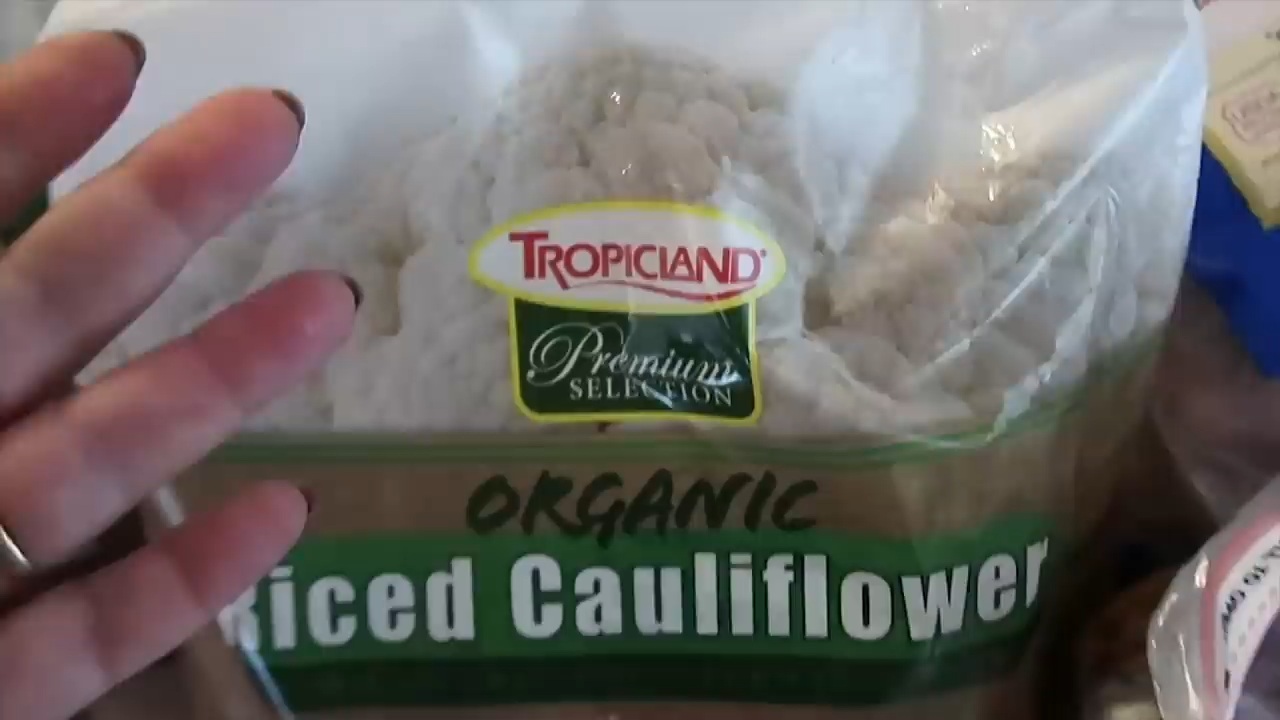 TROPICLAND
Premium
SELECTION
ORGANIC
Riced Cauliflower